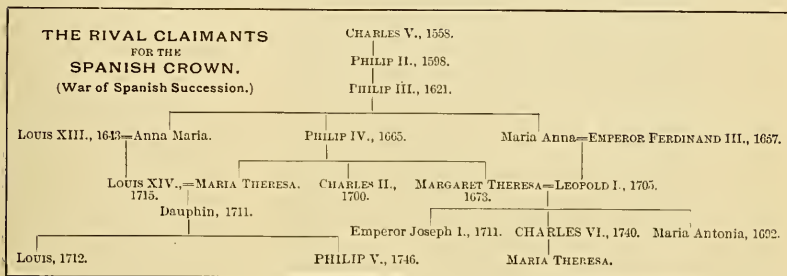 THE RIVAL CLAIMANTS
FOR THE
SPANISH CROWN.
(War of Spanish Succession.)
CHARLES V., 1558.
PHILIP II., 1598.
PHILIP III., 1621.
LOUIS XIII., 1643=Anna Maria. PHILIP IV., 1665. Maria Anna=EMPEROR FERDINAND III., 1657.
LOUIS XIV.,=MARIA THERESA. CHARLES II., MARGARET THERESA=LEOPOLD I., 1705.
1715. 1700. 1673.
Dauphin, 1711.
Emperor Joseph I., 1711. CHARLES VI., 1740. Maria Antonia, 1692.
Louis, 1712. PHILIP V., 1746. MARIA THERESA.